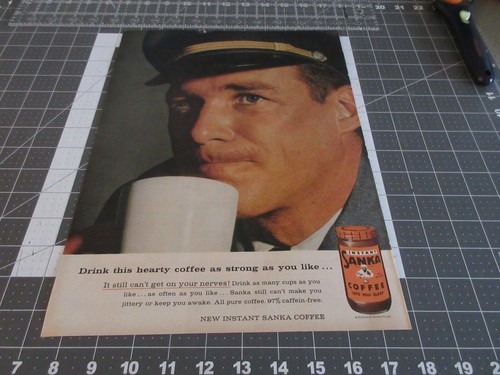 Drink this hearty coffee as strong as you like...
It still can't get on your nerves! Drink as many cups as you
like...as often as you like... Sanka still can't make you
jittery or keep you awake. All pure coffee. 97% caffein-free.
NEW INSTANT SANKA COFFEE
INSTANT
SANKA
COFFEE
7 8 9 10 11 12 13 14 15 16 17 18 19